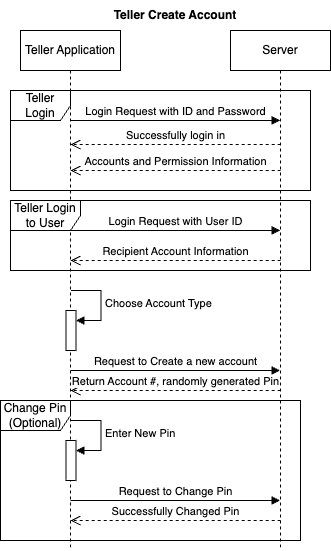 Teller Create Account
Teller Application
Server
Teller
Login
Login Request with ID and Password
Successfully login in
Accounts and Permission Information
Teller Login
to User
Login Request with User ID
Recipient Account Information
Choose Account Type
Request to Create a new account
Return Account #, randomly generated Pin
Change Pin
(Optional)
Enter New Pin
Request to Change Pin
Successfully Changed Pin